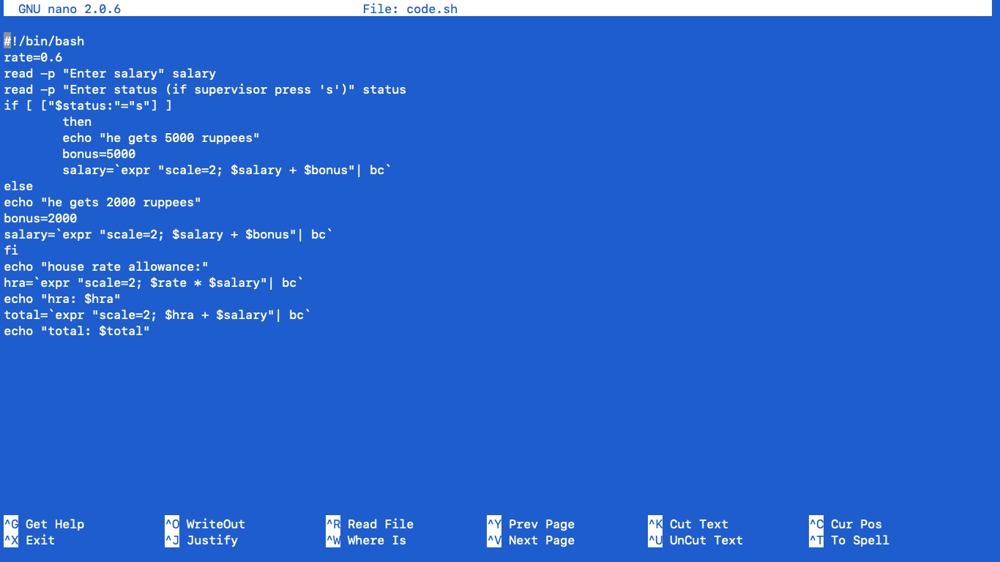 GNU nano 2.0.6 File: code.sh
#!/bin/bash
rate=0.6
read -p "Enter salary" salary
read -p "Enter status (if supervisor press 's')" status
if [ ["$status:"="s"] ]
then
echo "he gets 5000 ruppees"
bonus=5000
salary=`expr "scale=2; $salary + $bonus"| bc`
else
echo "he gets 2000 ruppees"
bonus=2000
salary=`expr "scale=2; $salary + $bonus"| bc`
fi
echo "house rate allowance:"
hra=`expr "scale=2; $rate * $salary"| bc`
echo "hra: $hra"
total=`expr "scale=2; $hra + $salary"| bc`
echo "total: $total"
^G Get Help ^O WriteOut ^R Read File ^Y Prev Page ^K Cut Text ^C Cur Pos
^X Exit ^J Justify ^W Where Is ^V Next Page ^U UnCut Text ^T To Spell